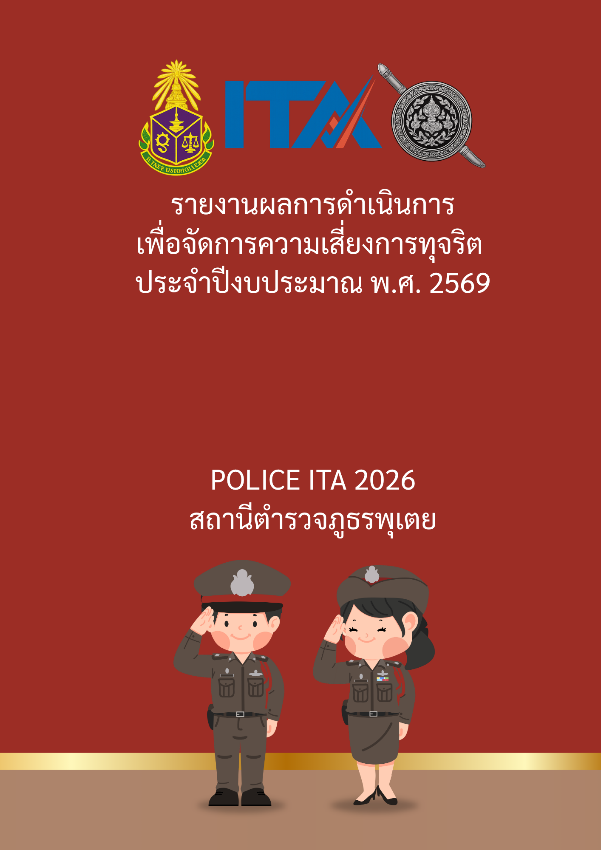 ITA
รายงานผลการดำเนินการ
เพื่อจัดการความเสี่ยงการทุจริต
ประจำปีงบประมาณ พ.ศ. 2569
POLICE ITA 2026
สถานีตำรวจภูธรพุเตย